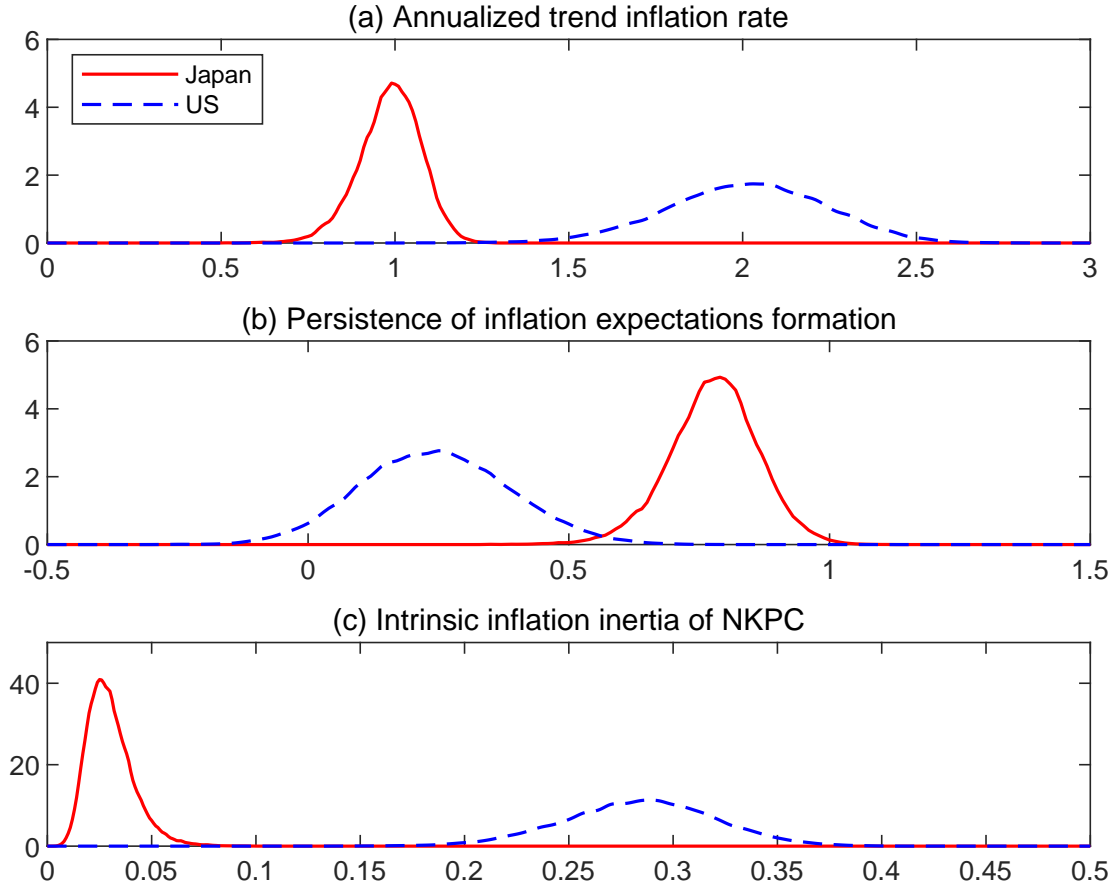 (a) Annualized trend inflation rate
6
4
2
0
Japan
US
0 0.5 1 1.5 2 2.5 3
(b) Persistence of inflation expectations formation
6
4
2
0
-0.5 0 0.5 1 1.5
(c) Intrinsic inflation inertia of NKPC
40
20
0
0 0.05 0.1 0.15 0.2 0.25 0.3 0.35 0.4 0.45 0.5